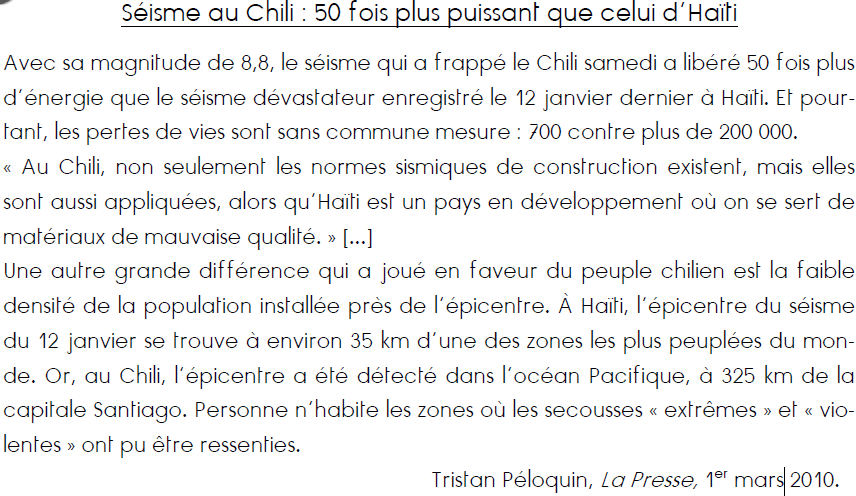 Séisme au Chili : 50 fois plus puissant que celui d'Haïti
Avec sa magnitude de 8,8, le séisme qui a frappé le Chili samedi a libéré 50 fois plus
d'énergie que le séisme dévastateur enregistré le 12 janvier dernier à Haïti. Et pour-
tant, les pertes de vies sont sans commune mesure : 700 contre plus de 200 000.
« Au Chili, non seulement les normes sismiques de construction existent, mais elles
sont aussi appliquées, alors qu'Haïti est un pays en développement où on se sert de
matériaux de mauvaise qualité. » [...]
Une autre grande différence qui a joué en faveur du peuple chilien est la faible
densité de la population installée près de l'épicentre. À Haïti, l'épicentre du séisme
du 12 janvier se trouve à environ 35 km d'une des zones les plus peuplées du mon-
de. Or, au Chili, l'épicentre a été détecté dans l'océan Pacifique, à 325 km de la
capitale Santiago. Personne n'habite les zones où les secousses « extrêmes » et « vio-
lentes » ont pu être ressenties.
Tristan Péloquin, La Presse, 1er mars 2010.